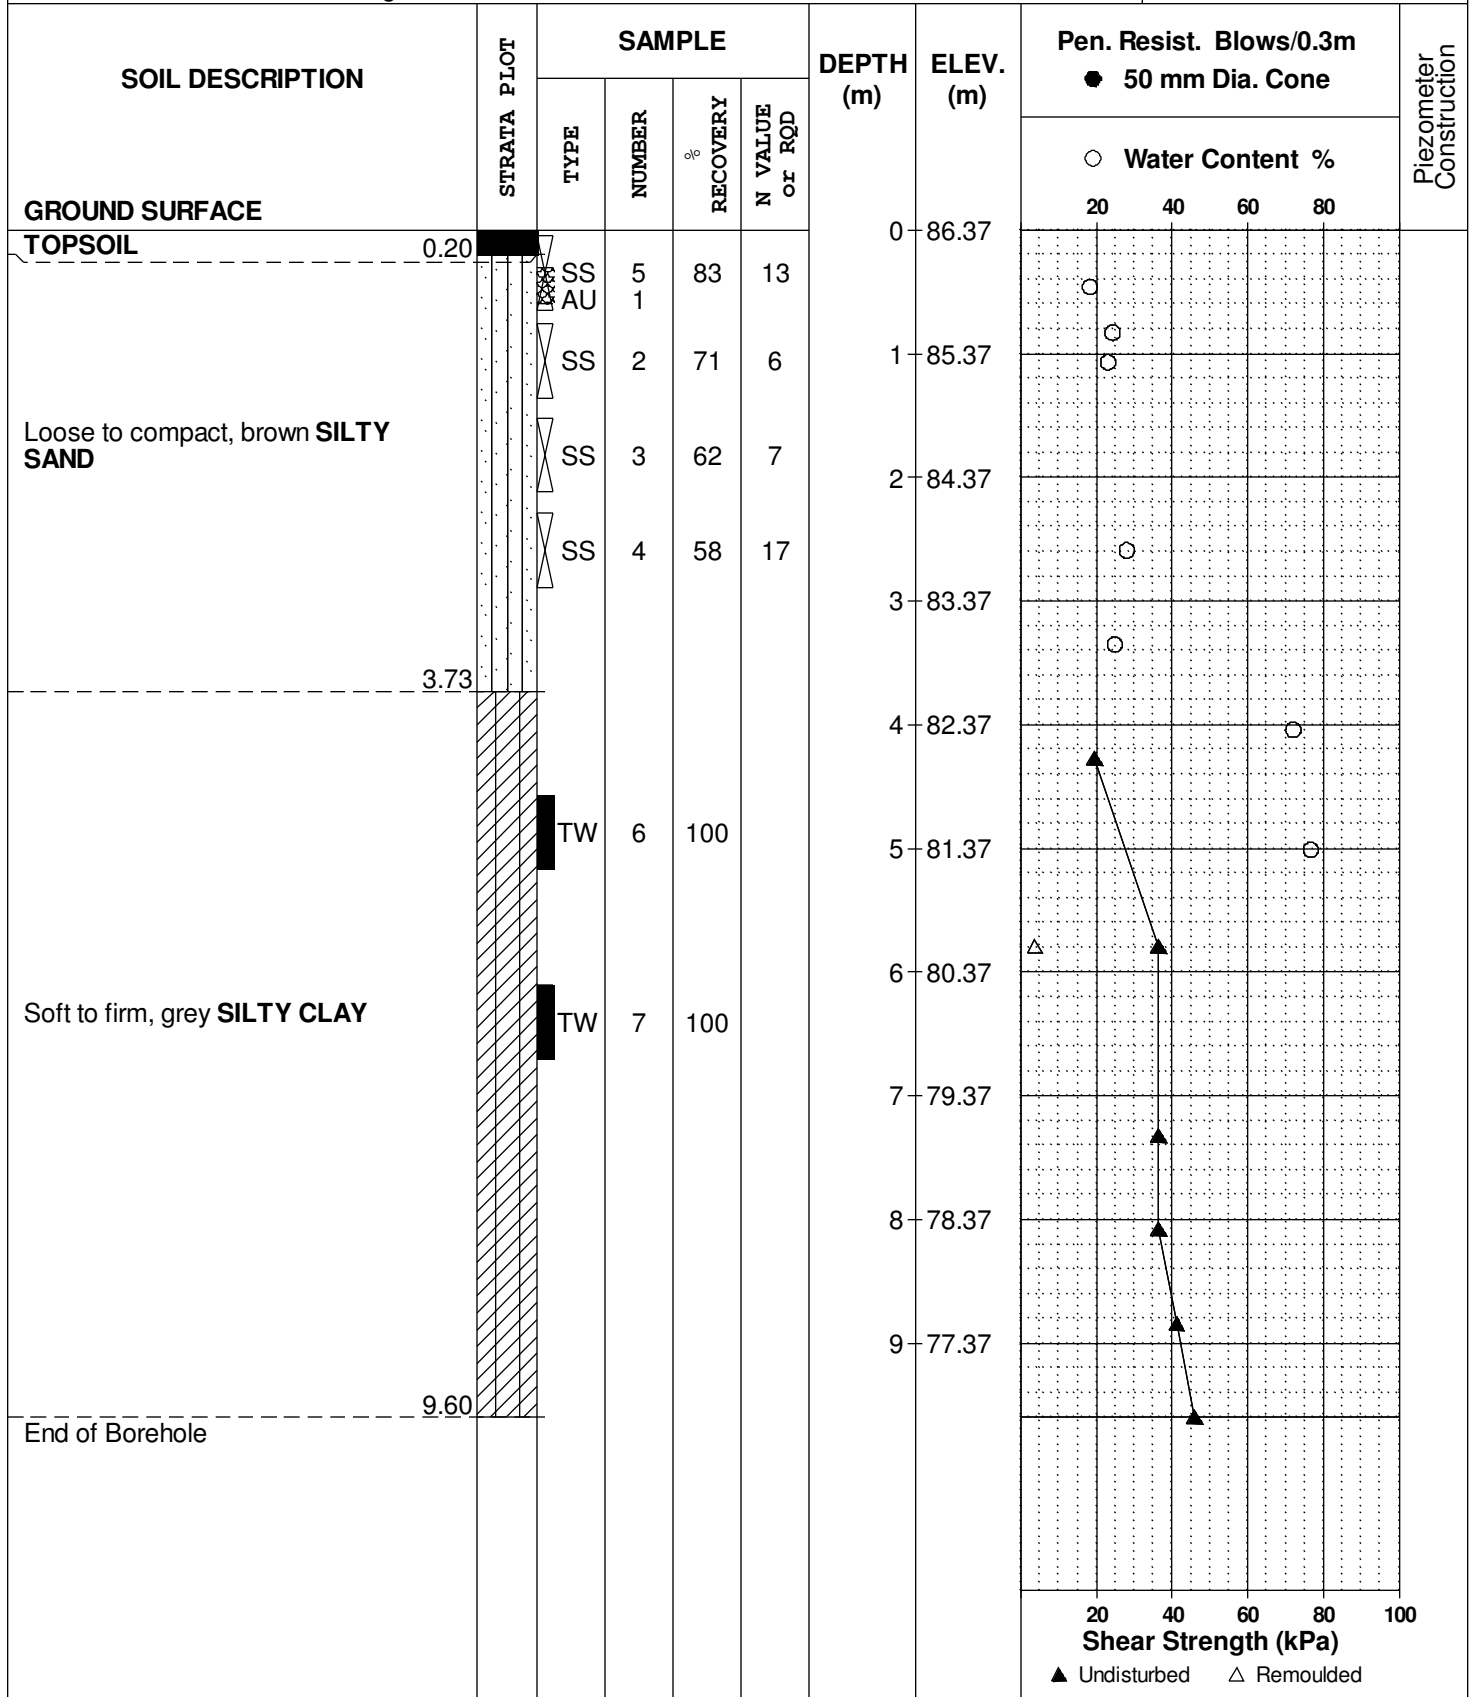 SOIL DESCRIPTION
GROUND SURFACE
STRATA PLOT
SAMPLE
TYPE
NUMBER
%
RECOVERY
N VALUE
or RQD
DEPTH
(m)
ELEV.
(m)
Pen. Resist. Blows/0.3m
● 50 mm Dia. Cone
○ Water Content %
20 40 60 80
Piezometer
Construction
0 86.37
TOPSOIL 0.20
SS 5 83 13
AU 1
1 85.37
SS 2 71 6
Loose to compact, brown SILTY
SAND
SS 3 62 7
2 84.37
SS 4 58 17
3 83.37
3.73
4 82.37
TW 6 100
5 81.37
6 80.37
Soft to firm, grey SILTY CLAY
TW 7 100
7 79.37
8 78.37
9 77.37
9.60
End of Borehole
20 40 60 80 100
Shear Strength (kPa)
▲ Undisturbed △ Remoulded